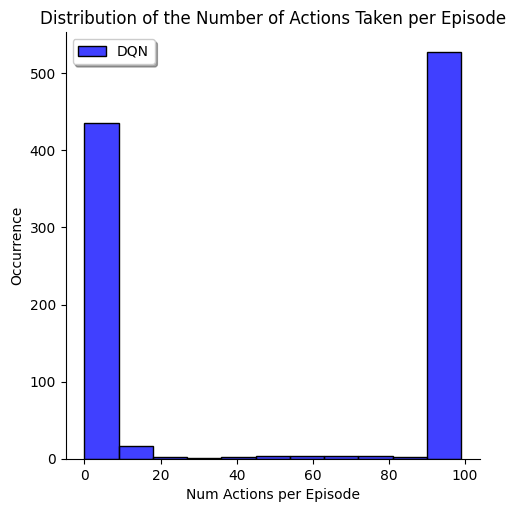 Distribution of the Number of Actions Taken per Episode
DQN
500
400
300
200
100
0
Occurrence
0 20 40 60 80 100
Num Actions per Episode